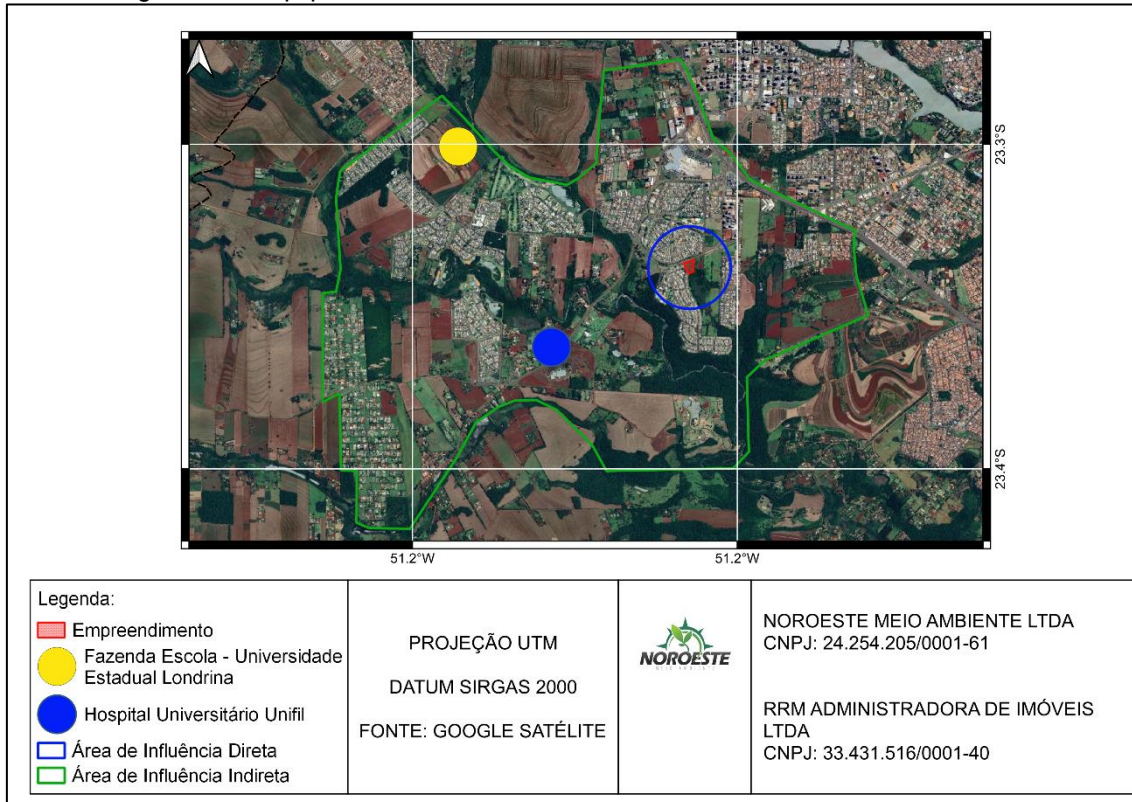 23.3°S
23.4°S
51.2°W
51.2°W
Legenda:
Empreendimento
Fazenda Escola - Universidade
Estadual Londrina
Hospital Universitário Unifil
Área de Influência Direta
Área de Influência Indireta
PROJEÇÃO UTM
DATUM SIRGAS 2000
FONTE: GOOGLE SATÉLITE
NOROESTE
NOROESTE MEIO AMBIENTE LTDA
CNPJ: 24.254.205/0001-61
RRM ADMINISTRADORA DE IMÓVEIS
LTDA
CNPJ: 33.431.516/0001-40